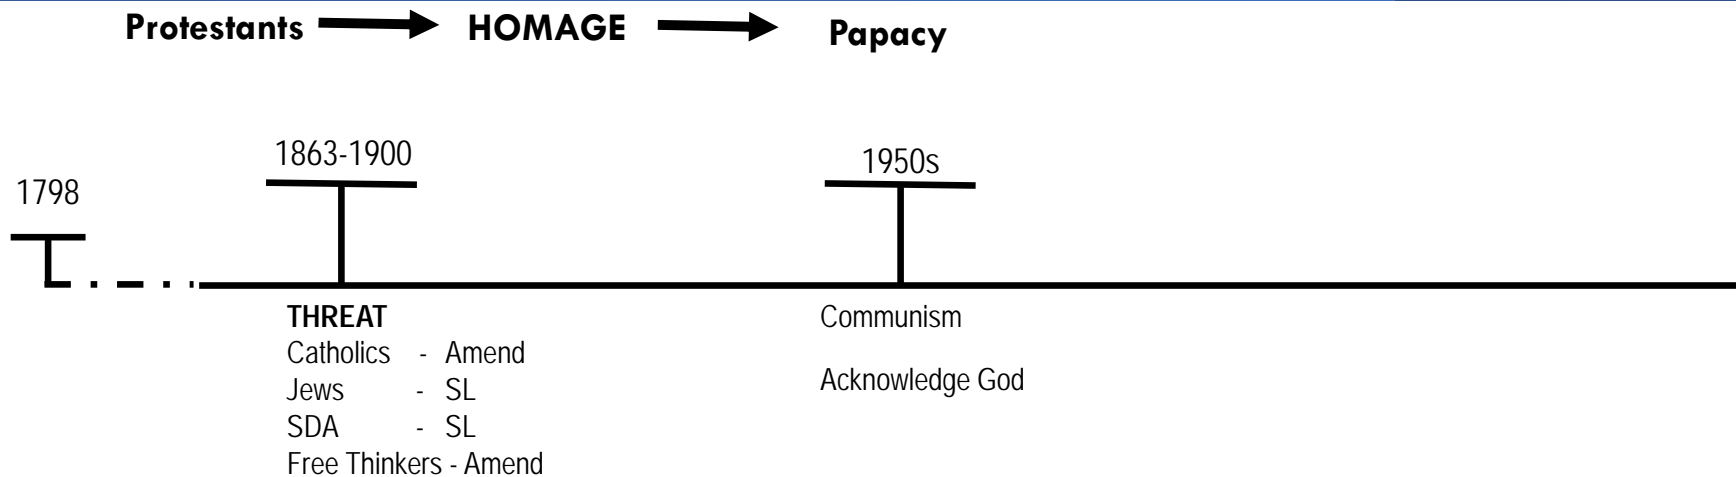 Protestants HOMAGE Papacy
1863-1900
1950s
1798
THREAT
Catholics - Amend
Jews - SL
SDA - SL
Free Thinkers - Amend
Communism
Acknowledge God